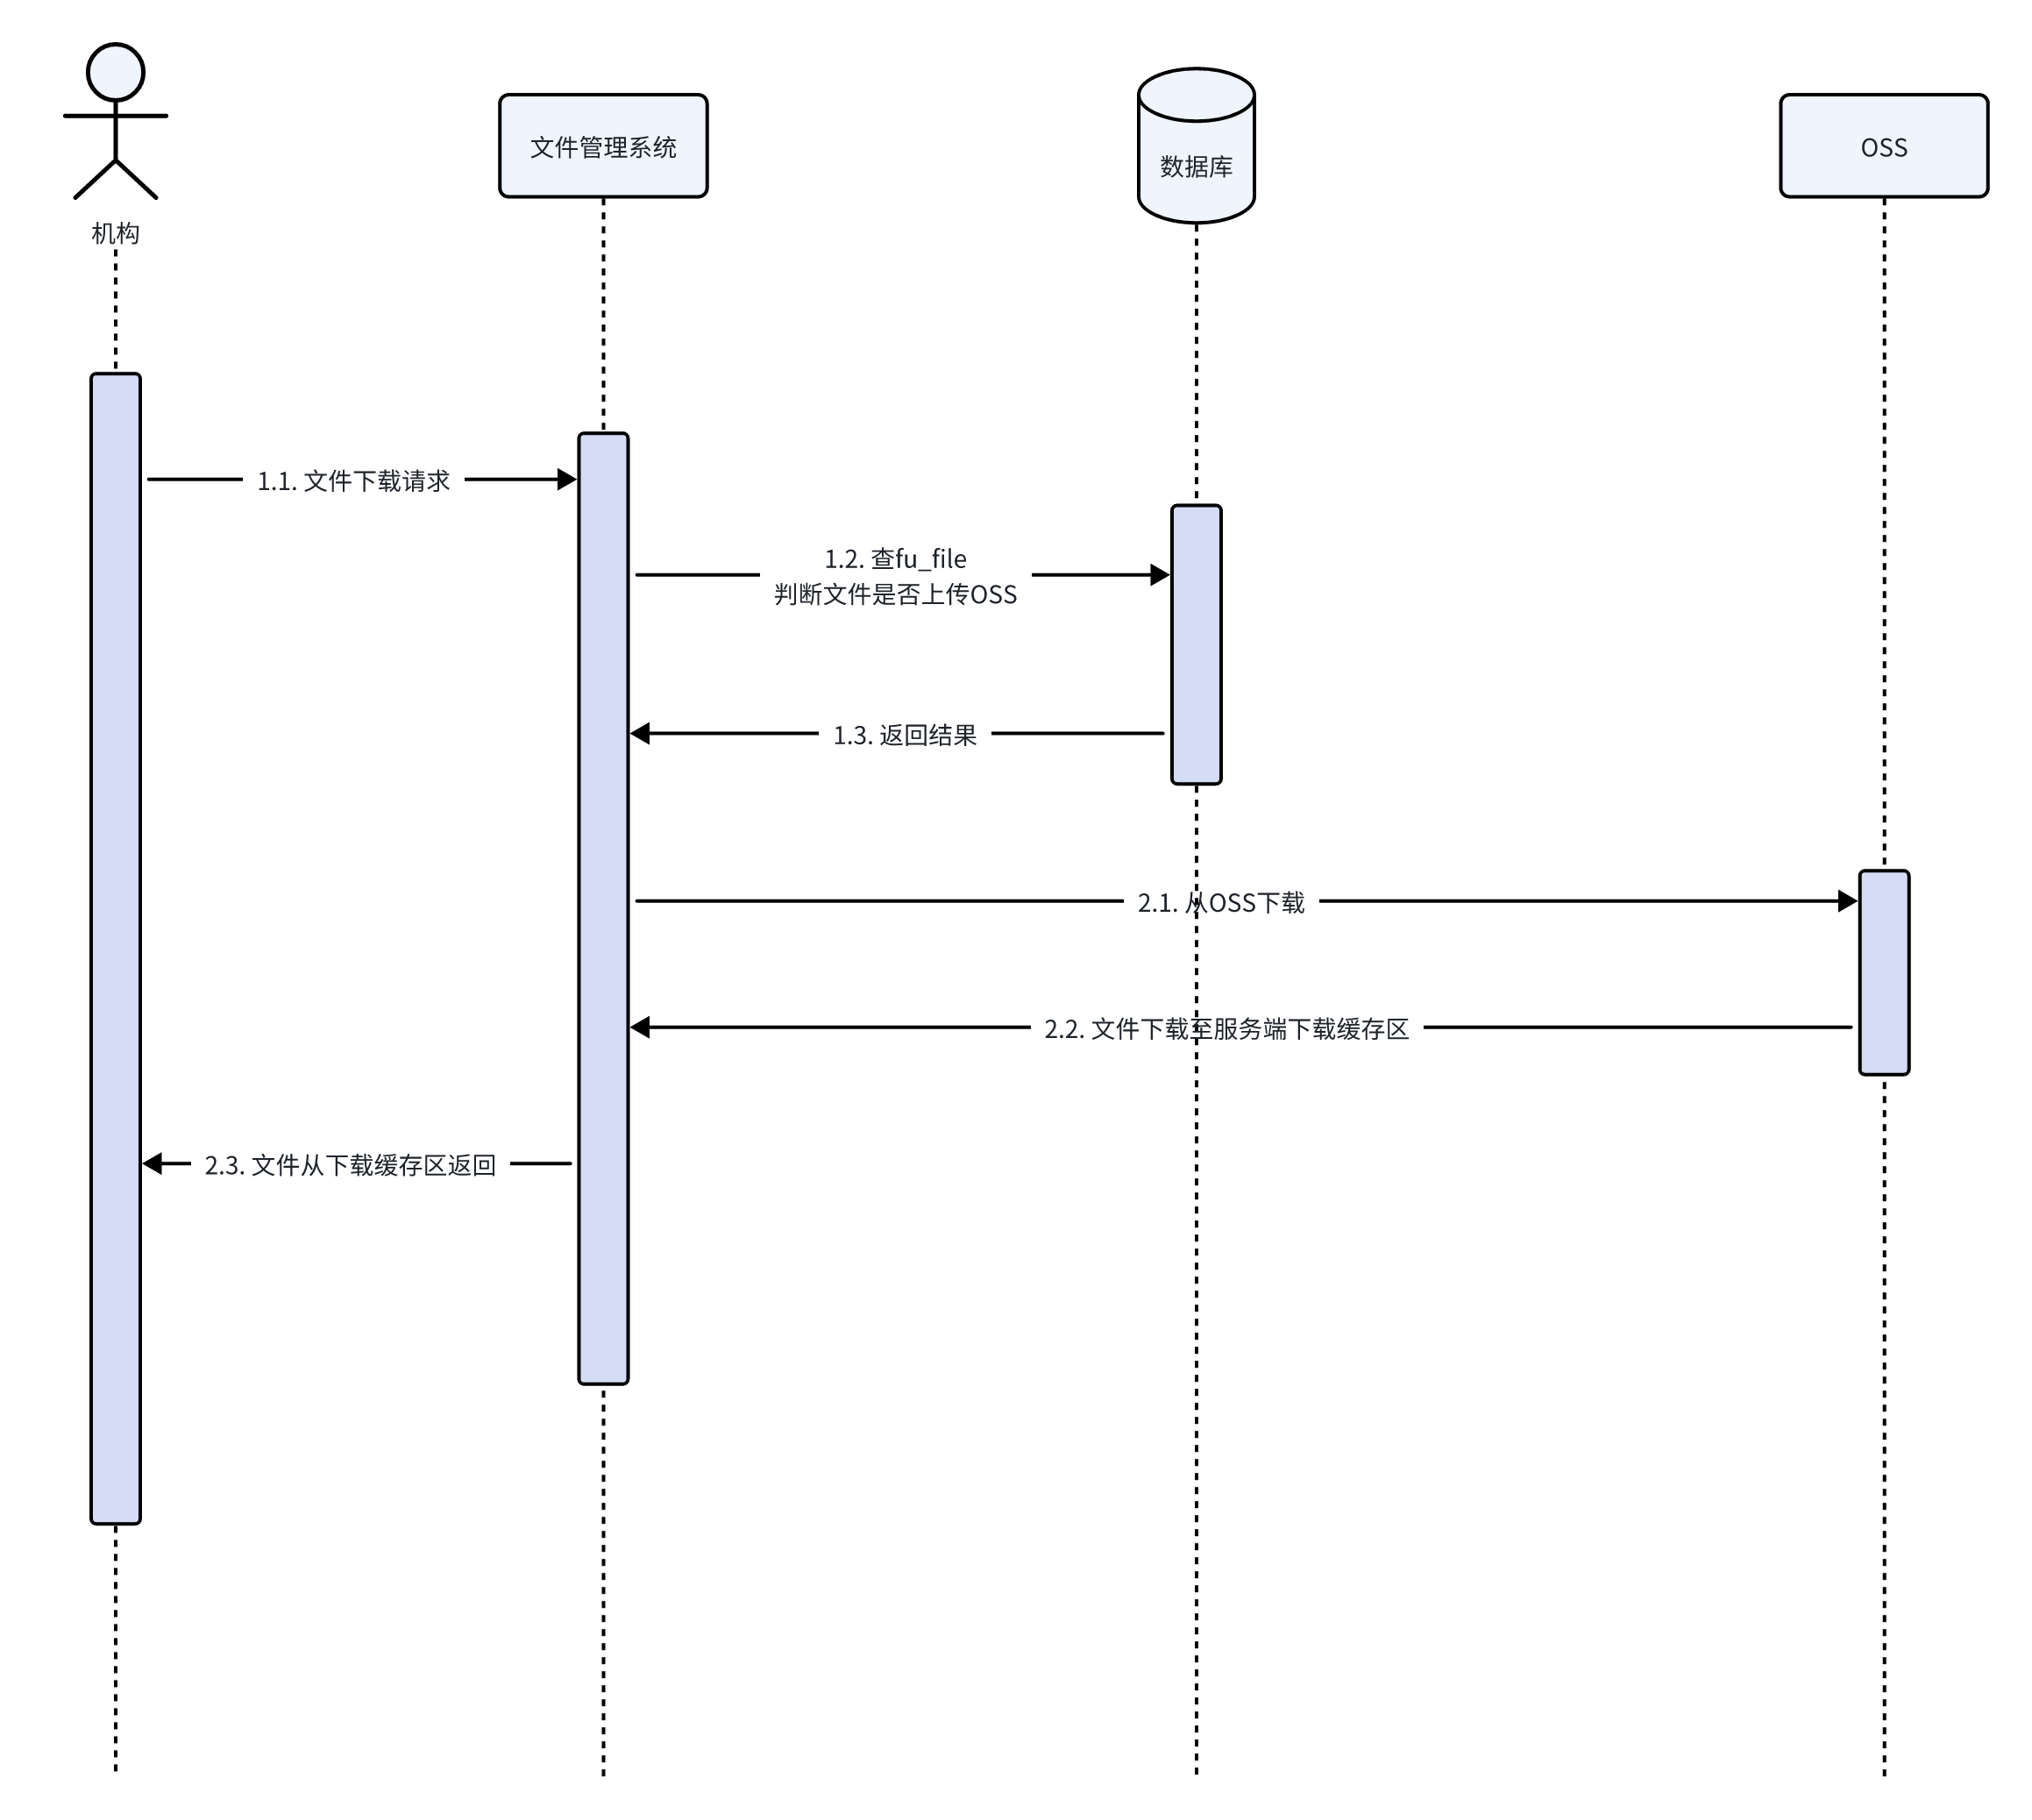 机构
文件管理系统
数据库
OSS
1.1. 文件下载请求
1.2. 查fu_file
判断文件是否上传OSS
1.3. 返回结果
2.1. 从OSS下载
2.2. 文件下载至服务端下载缓存区
2.3. 文件从下载缓存区返回